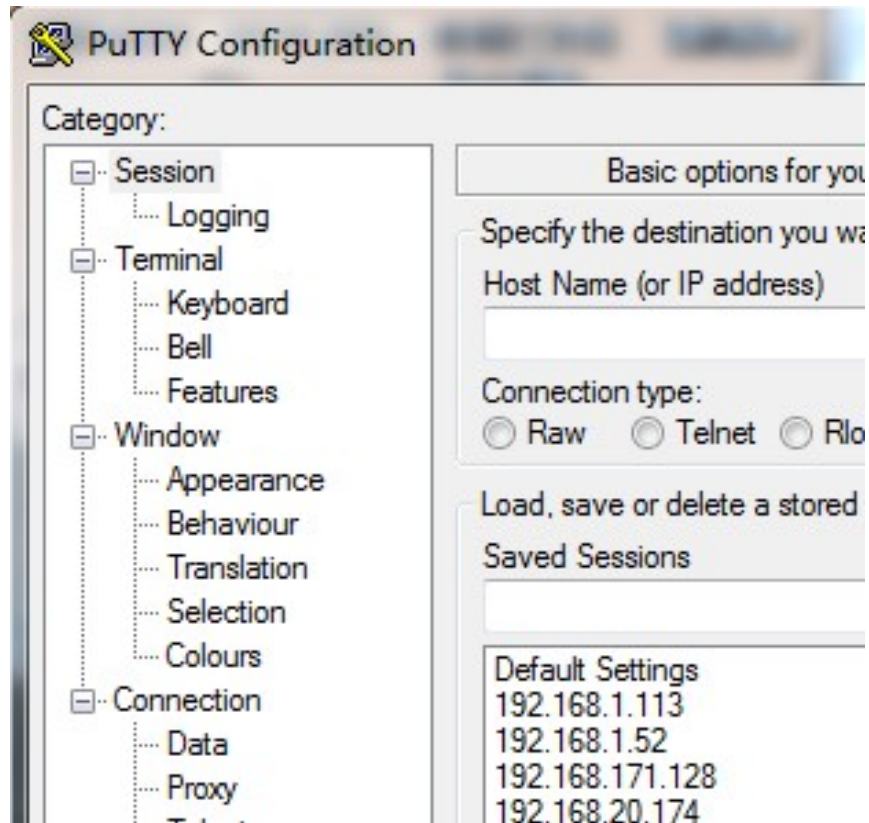 PuTTY Configuration
Category:
Session
Logging
Terminal
Keyboard
Bell
Features
Window
Appearance
Behaviour
Translation
Selection
Colours
Connection
Data
Proxy
Basic options for you
Specify the destination you wa
Host Name (or IP address)
Connection type:
Raw Telnet Rlo
Load, save or delete a stored
Saved Sessions
Default Settings
192.168.1.113
192.168.1.52
192.168.171.128
192.168.20.174